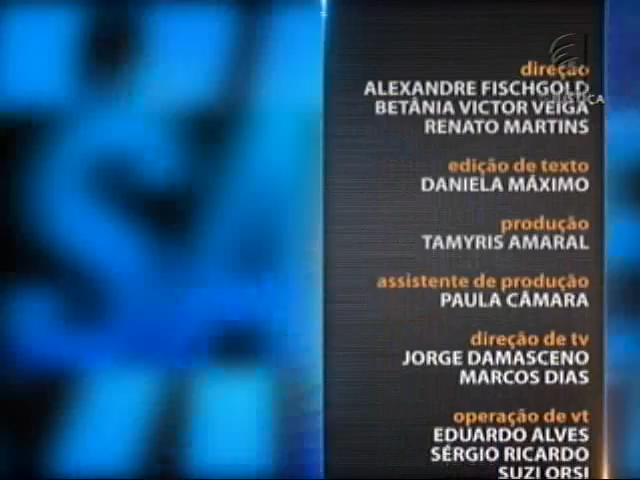 direção
ALEXANDRE FISCHGOLD
BETÂNIA VICTOR VEIGA
RENATO MARTINS
edição de texto
DANIELA MÁXIMO
produção
TAMYRIS AMARAL
assistente de produção
PAULA CÂMARA
direção de tv
JORGE DAMASCENO
MARCOS DIAS
operação de vt
EDUARDO ALVES
SÉRGIO RICARDO
SUZI ORSI